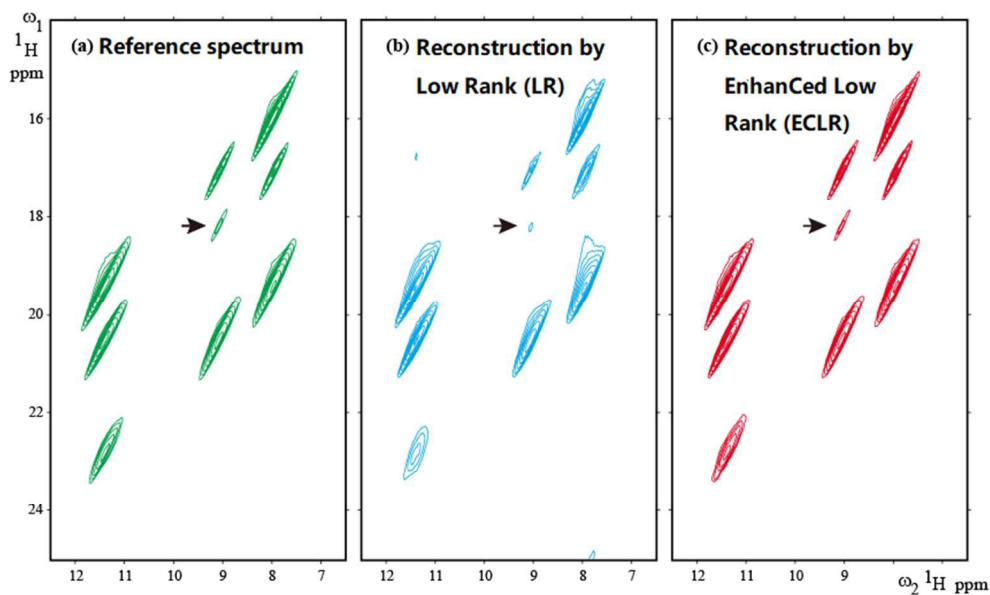 ω1
1H
ppm
(a) Reference spectrum
(b) Reconstruction by
Low Rank (LR)
(c) Reconstruction by
EnhanCed Low
Rank (ECLR)
16
18
20
22
24
12 11 10 9 8 7
12 11 10 9 8 7
12 11 9
ω2 1H ppm